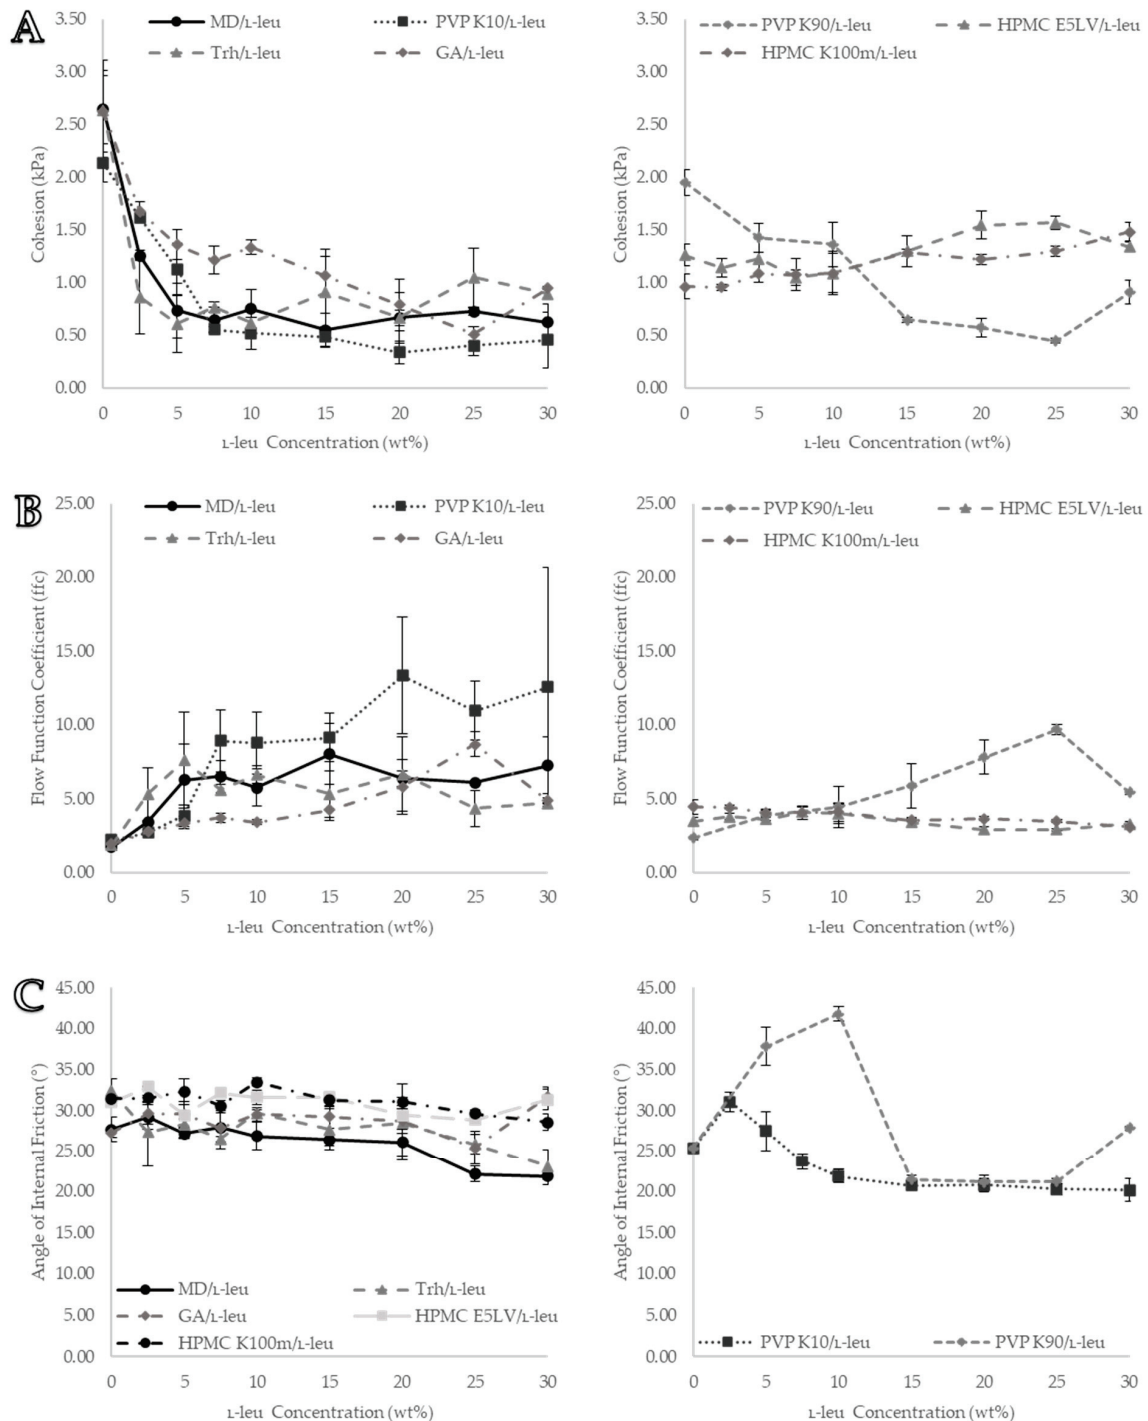 A
MD/ʟ-leu
PVP K10/ʟ-leu
Trh/ʟ-leu
GA/ʟ-leu
3.50
3.00
2.50
2.00
1.50
1.00
0.50
0.00
Cohesion (kPa)
0 5 10 15 20 25 30
ʟ-leu Concentration (wt%)
PVP K90/ʟ-leu
HPMC E5LV/ʟ-leu
HPMC K100m/ʟ-leu
3.50
3.00
2.50
2.00
1.50
1.00
0.50
0.00
Cohesion (kPa)
0 5 10 15 20 25 30
ʟ-leu Concentration (wt%)
B
MD/ʟ-leu
PVP K10/ʟ-leu
Trh/ʟ-leu
GA/ʟ-leu
25.00
20.00
15.00
10.00
5.00
0.00
Flow Function Coefficient (ffc)
0 5 10 15 20 25 30
ʟ-leu Concentration (wt%)
PVP K90/ʟ-leu
HPMC E5LV/ʟ-leu
HPMC K100m/ʟ-leu
25.00
20.00
15.00
10.00
5.00
0.00
Flow Function Coefficient (ffc)
0 5 10 15 20 25 30
ʟ-leu Concentration (wt%)
C
45.00
40.00
35.00
30.00
25.00
20.00
15.00
10.00
5.00
0.00
Angle of Internal Friction (°)
MD/ʟ-leu
Trh/ʟ-leu
GA/ʟ-leu
HPMC E5LV/ʟ-leu
HPMC K100m/ʟ-leu
0 5 10 15 20 25 30
ʟ-leu Concentration (wt%)
45.00
40.00
35.00
30.00
25.00
20.00
15.00
10.00
5.00
0.00
Angle of Internal Friction (°)
PVP K10/ʟ-leu
PVP K90/ʟ-leu
0 5 10 15 20 25 30
ʟ-leu Concentration (wt%)